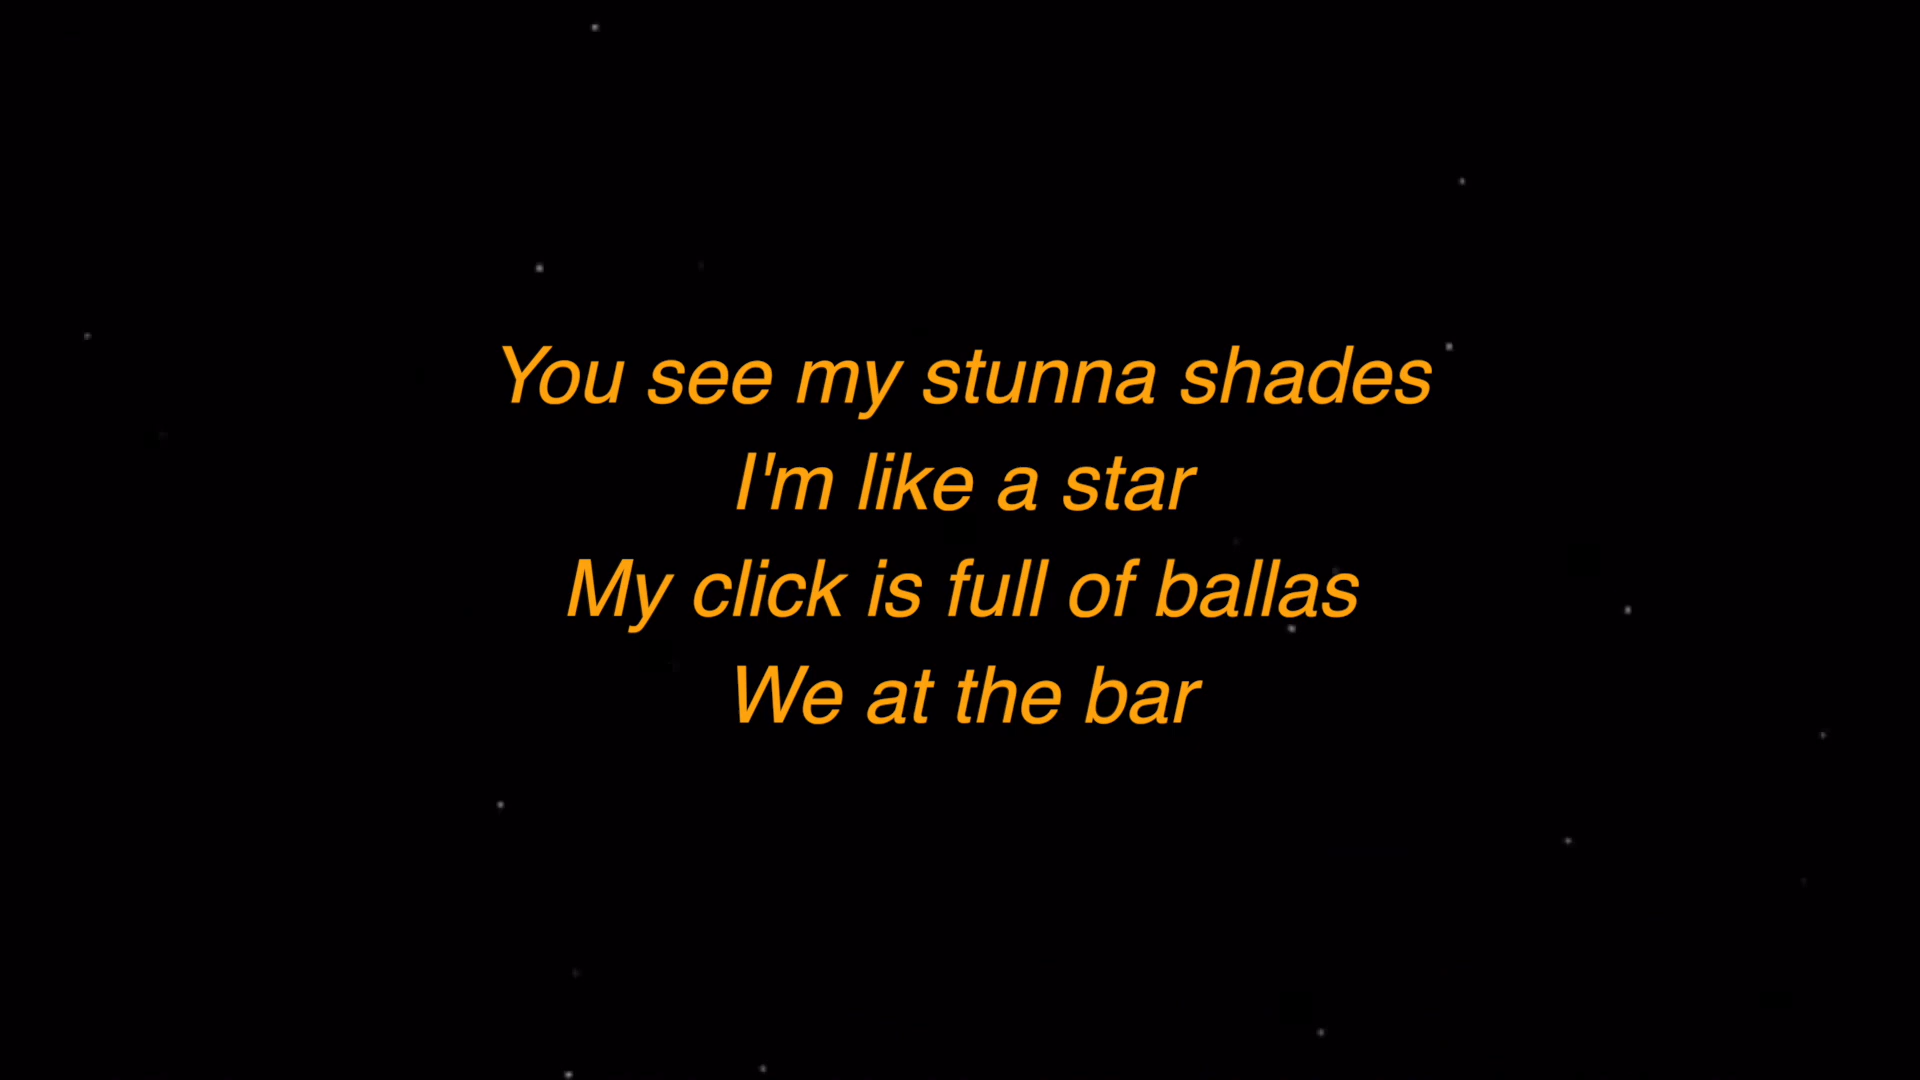 You see my stunna shades
I'm like a star
My click is full of ballas
We at the bar